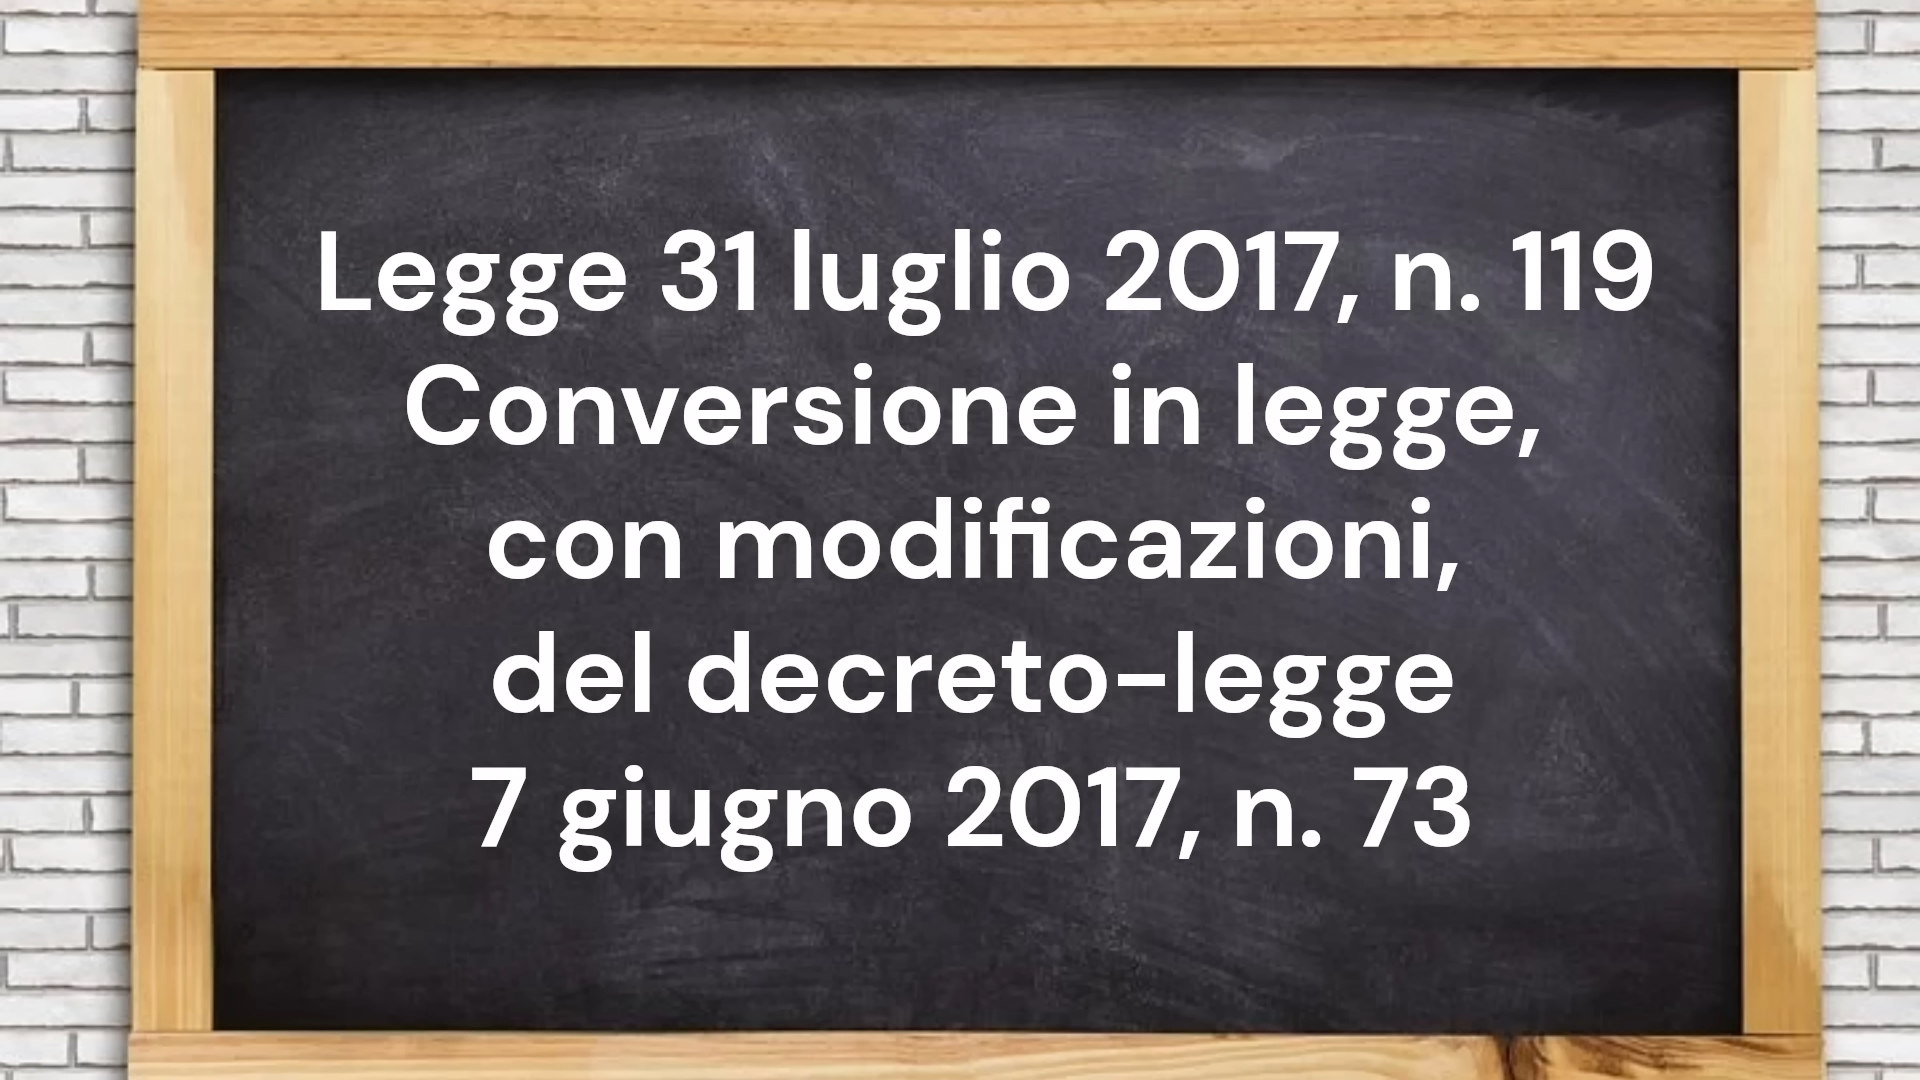 Legge 31 luglio 2017, n. 119
Conversione in legge,
con modificazioni,
del decreto-legge
7 giugno 2017, n. 73